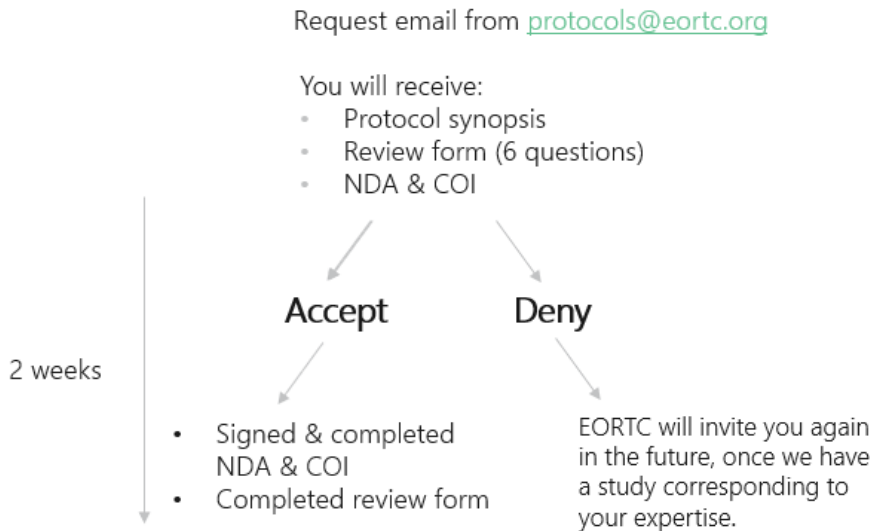 Request email from protocols@eortc.org
You will receive:
• Protocol synopsis
• Review form (6 questions)
• NDA & COI
Accept
Deny
2 weeks
• Signed & completed
NDA & COI
• Completed review form
EORTC will invite you again
in the future, once we have
a study corresponding to
your expertise.